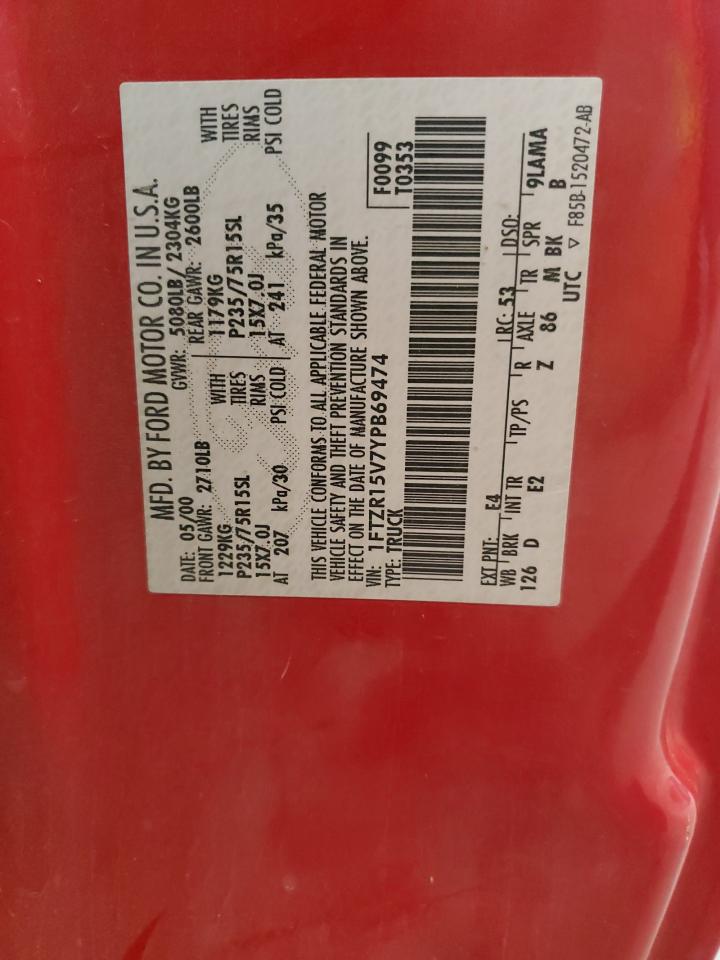 MFD. BY FORD MOTOR CO. IN U.S.A.
DATE: 05/00 GVWR: 5080LB/ 2304KG
FRONT GAWR: 2710LB REAR GAWR: 2600LB
1229KG WITH 1179KG WITH
P235/75R15SL TIRES P235/75R15SL TIRES
15X7.0J RIMS 15X7.0J RIMS
AT 207 kPa/30 PSI COLD AT 241 kPa/35 PSI COLD
THIS VEHICLE CONFORMS TO ALL APPLICABLE FEDERAL MOTOR
VEHICLE SAFETY AND THEFT PREVENTION STANDARDS IN
EFFECT ON THE DATE OF MANUFACTURE SHOWN ABOVE.
VIN: 1FTZR15V7YPB69474
TYPE: TRUCK
F0099
T0353
EXT PNT: E4 RC: 53 DSO:
WB BRK INT TR TP/PS R AXLE TR SPR 9LAMA
126 D E2 Z 86 M BK B
UTC ▽ F85B-1520472-AB